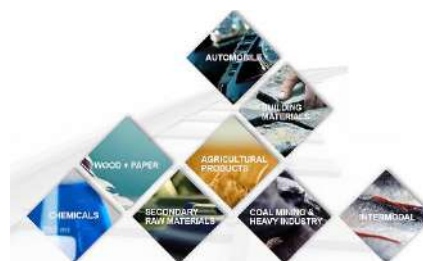 AUTOMOBILE
BUILDING
MATERIALS
WOOD + PAPER
AGRICULTURAL
PRODUCTS
CHEMICALS
SECONDARY
RAW MATERIALS
COAL MINING &
HEAVY INDUSTRY
INTERMODAL